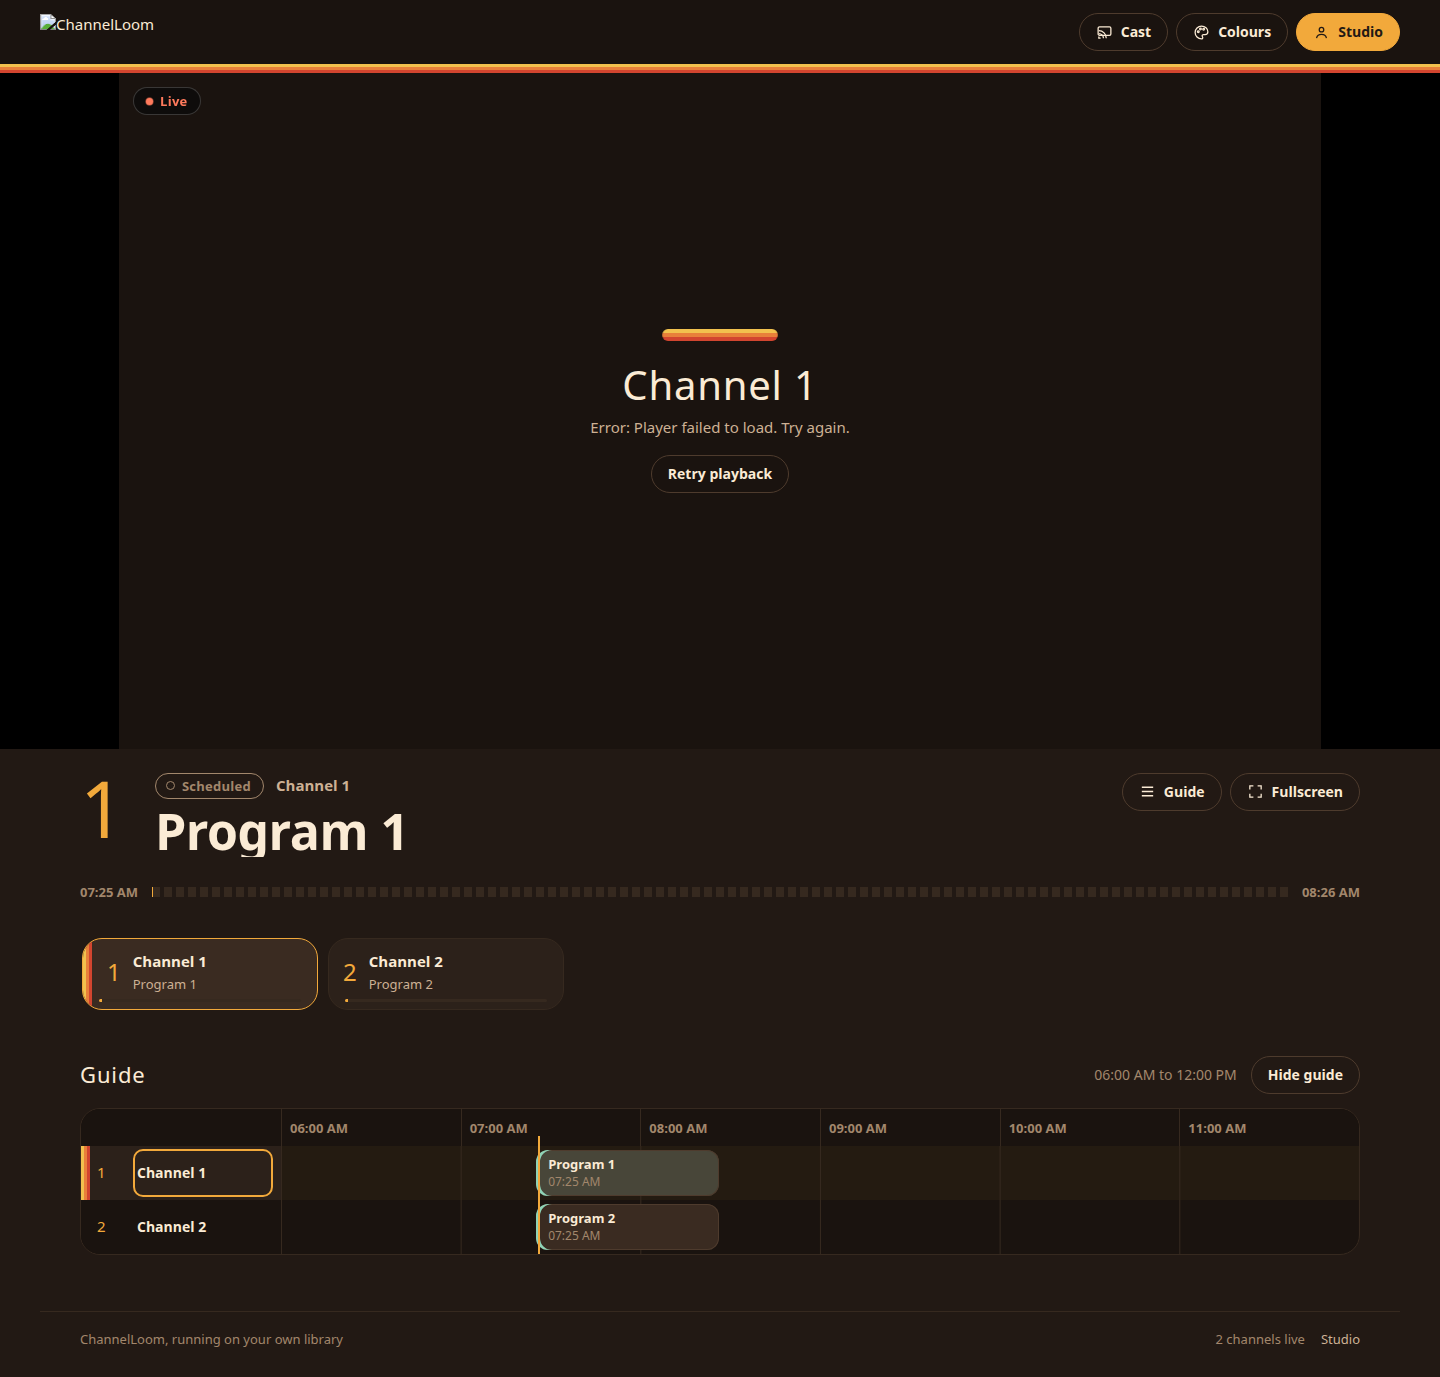 ChannelLoom
Cast
Colours
Studio
Live
Channel 1
Error: Player failed to load. Try again.
Retry playback
1
Scheduled
Channel 1
Program 1
Guide
Fullscreen
07:25 AM
08:26 AM
1
Channel 1
Program 1
2
Channel 2
Program 2
Guide
06:00 AM to 12:00 PM
Hide guide
06:00 AM
07:00 AM
08:00 AM
09:00 AM
10:00 AM
11:00 AM
1
Channel 1
Program 1
07:25 AM
2
Channel 2
Program 2
07:25 AM
ChannelLoom, running on your own library
2 channels live
Studio